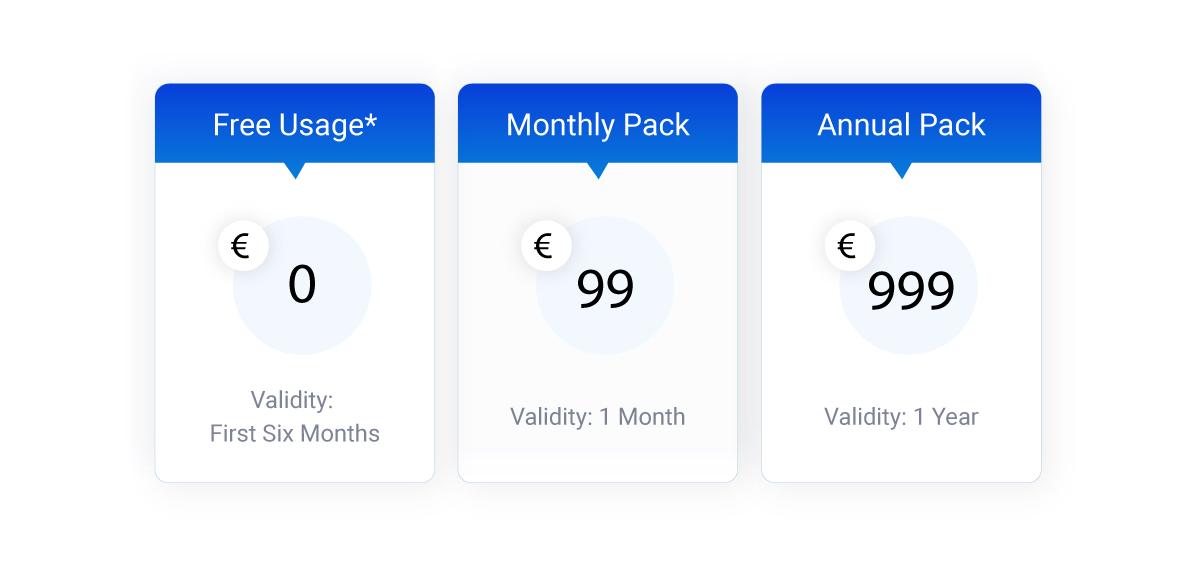 Free Usage*
€
0
Validity:
First Six Months
Monthly Pack
€
99
Validity: 1 Month
Annual Pack
€
999
Validity: 1 Year